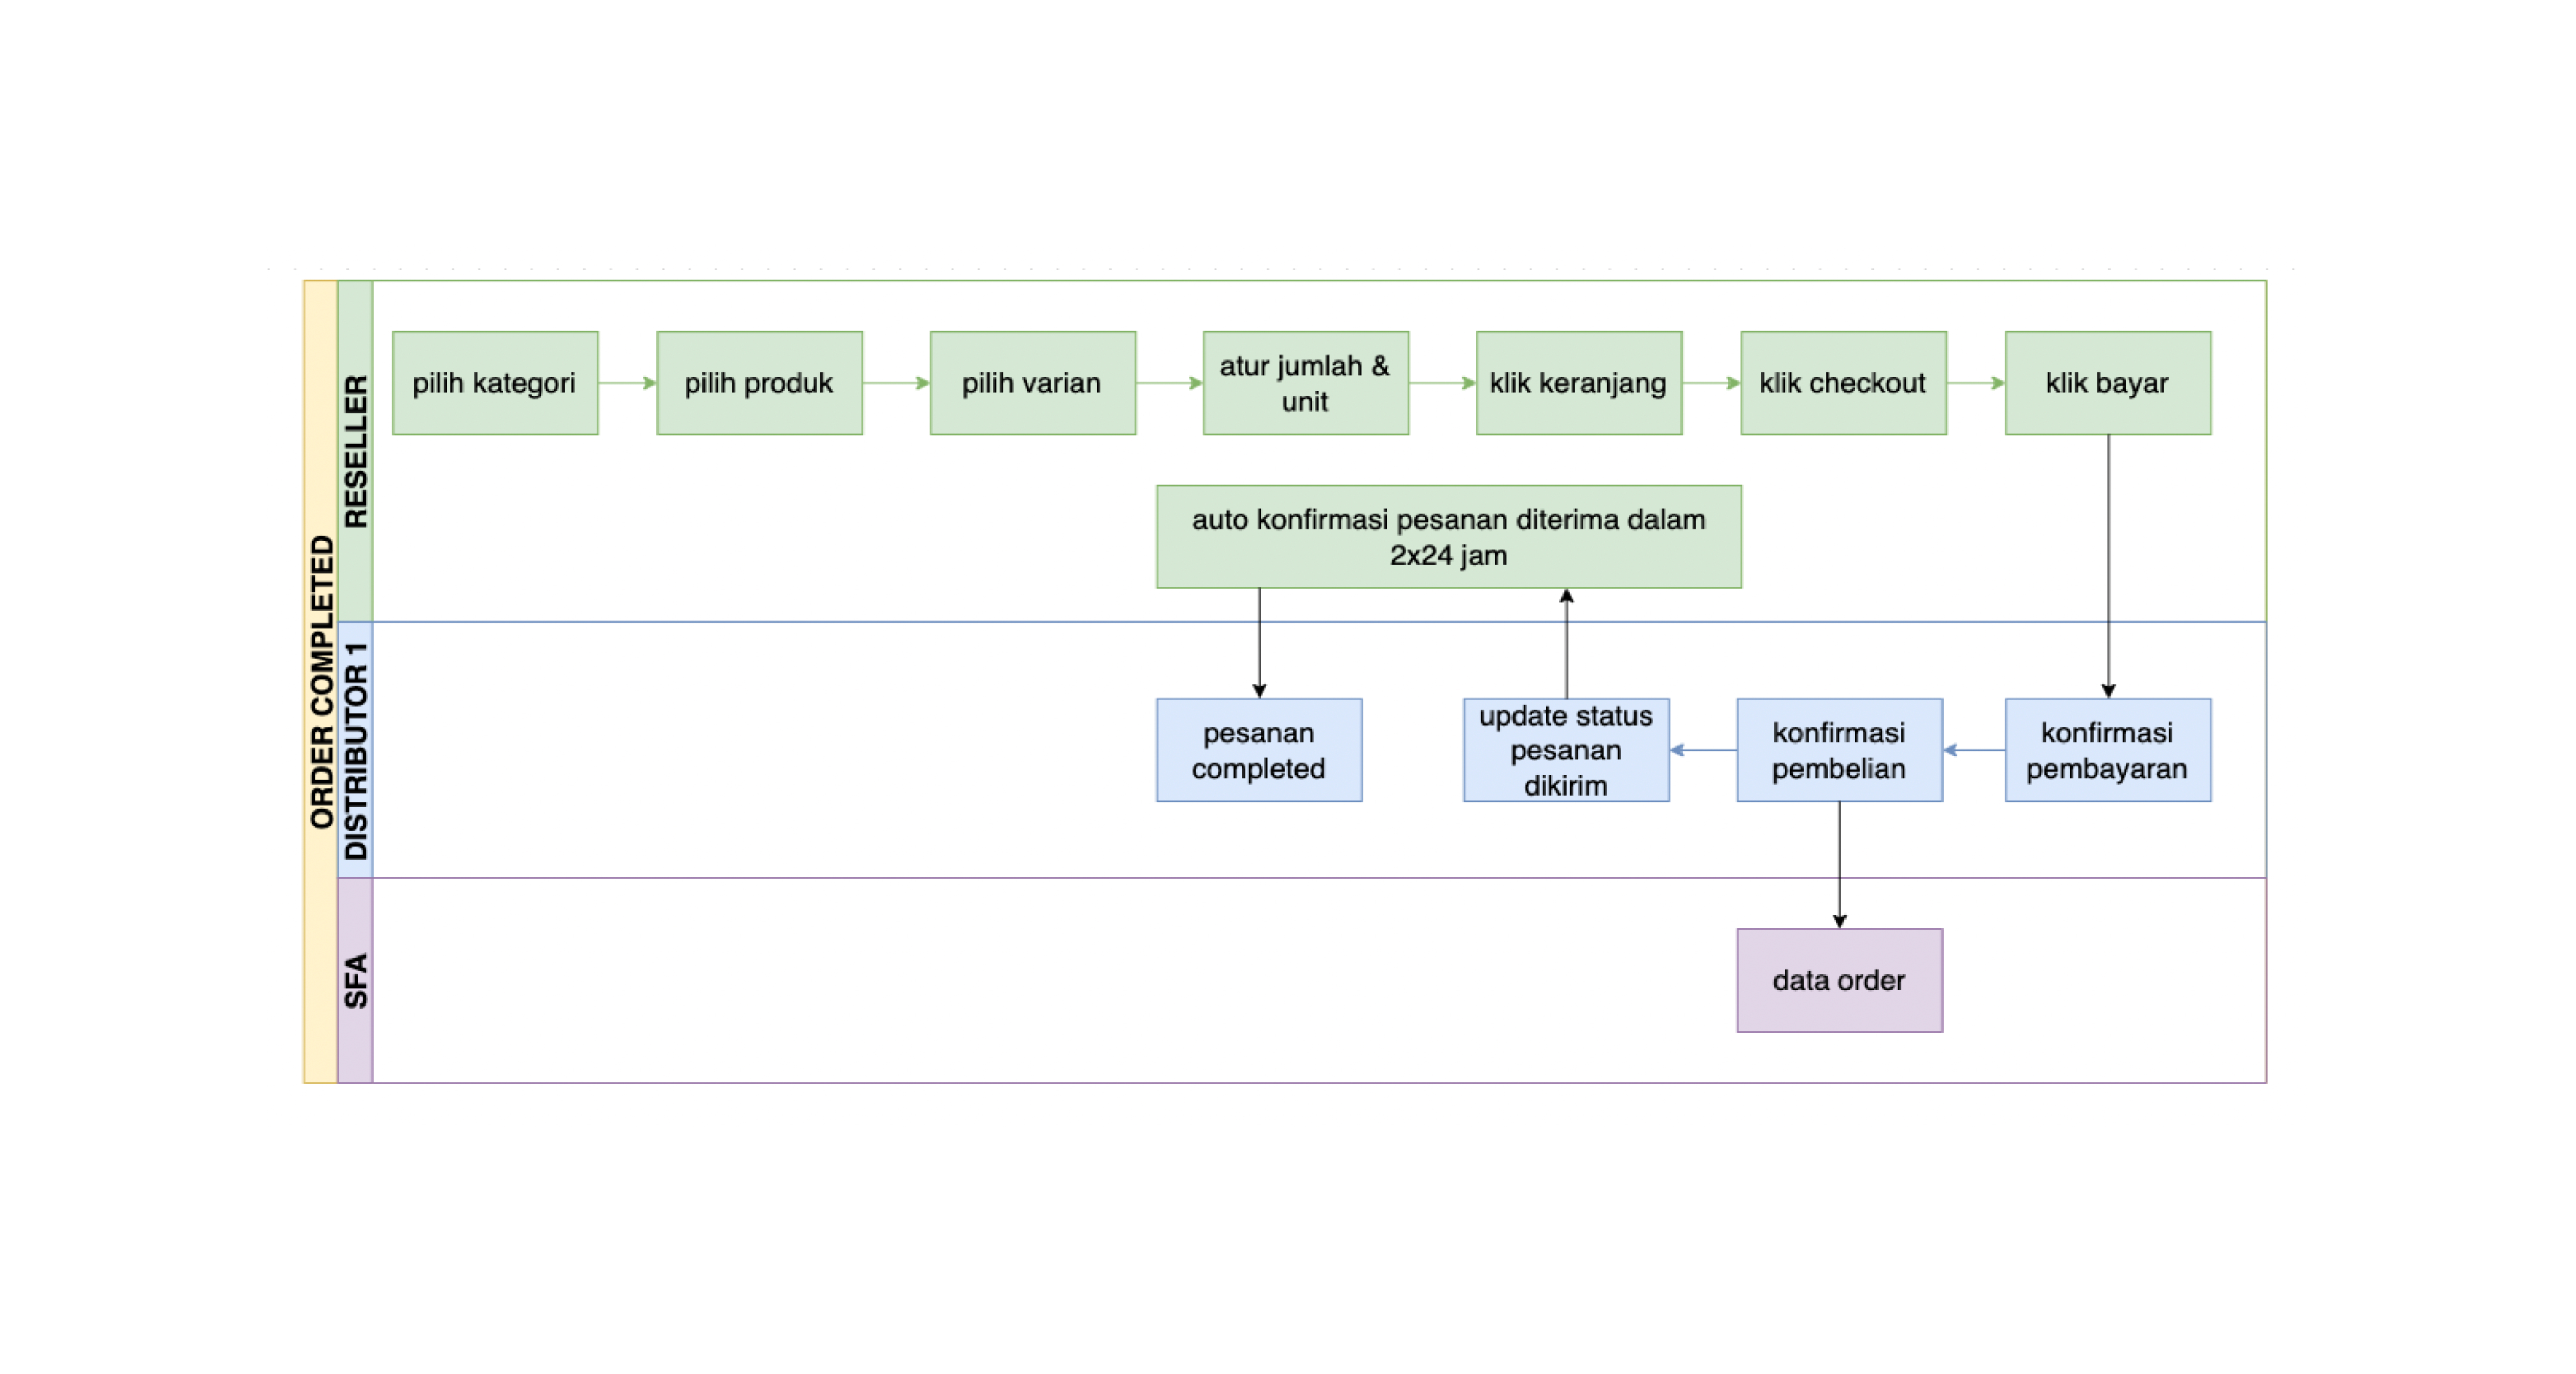 ORDER COMPLETED
RESELLER
pilih kategori
pilih produk
pilih varian
atur jumlah &
unit
klik keranjang
klik checkout
klik bayar
auto konfirmasi pesanan diterima dalam
2x24 jam
DISTRIBUTOR 1
pesanan
completed
update status
pesanan
dikirim
konfirmasi
pembelian
konfirmasi
pembayaran
SFA
data order